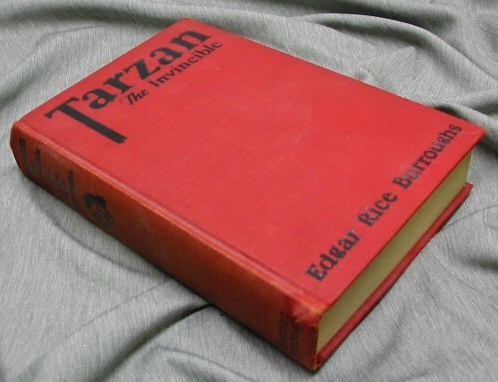 Tarzan
The Invincible
Edgar Rice Burroughs